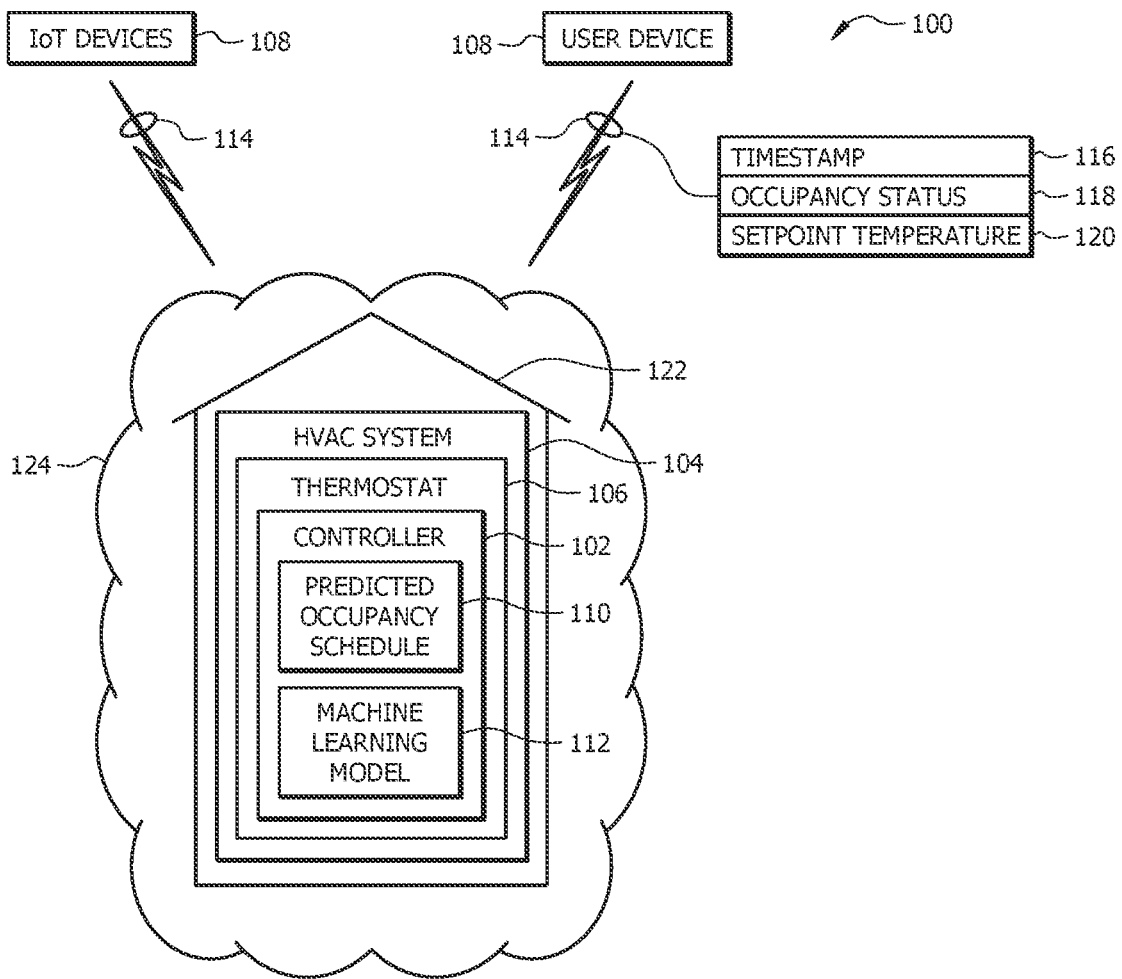 IoT DEVICES 108
108 USER DEVICE
100
114
114
TIMESTAMP 116
OCCUPANCY STATUS 118
SETPOINT TEMPERATURE 120
122
HVAC SYSTEM
104
124
THERMOSTAT
106
CONTROLLER
102
PREDICTED
OCCUPANCY
SCHEDULE
110
MACHINE
LEARNING
MODEL
112